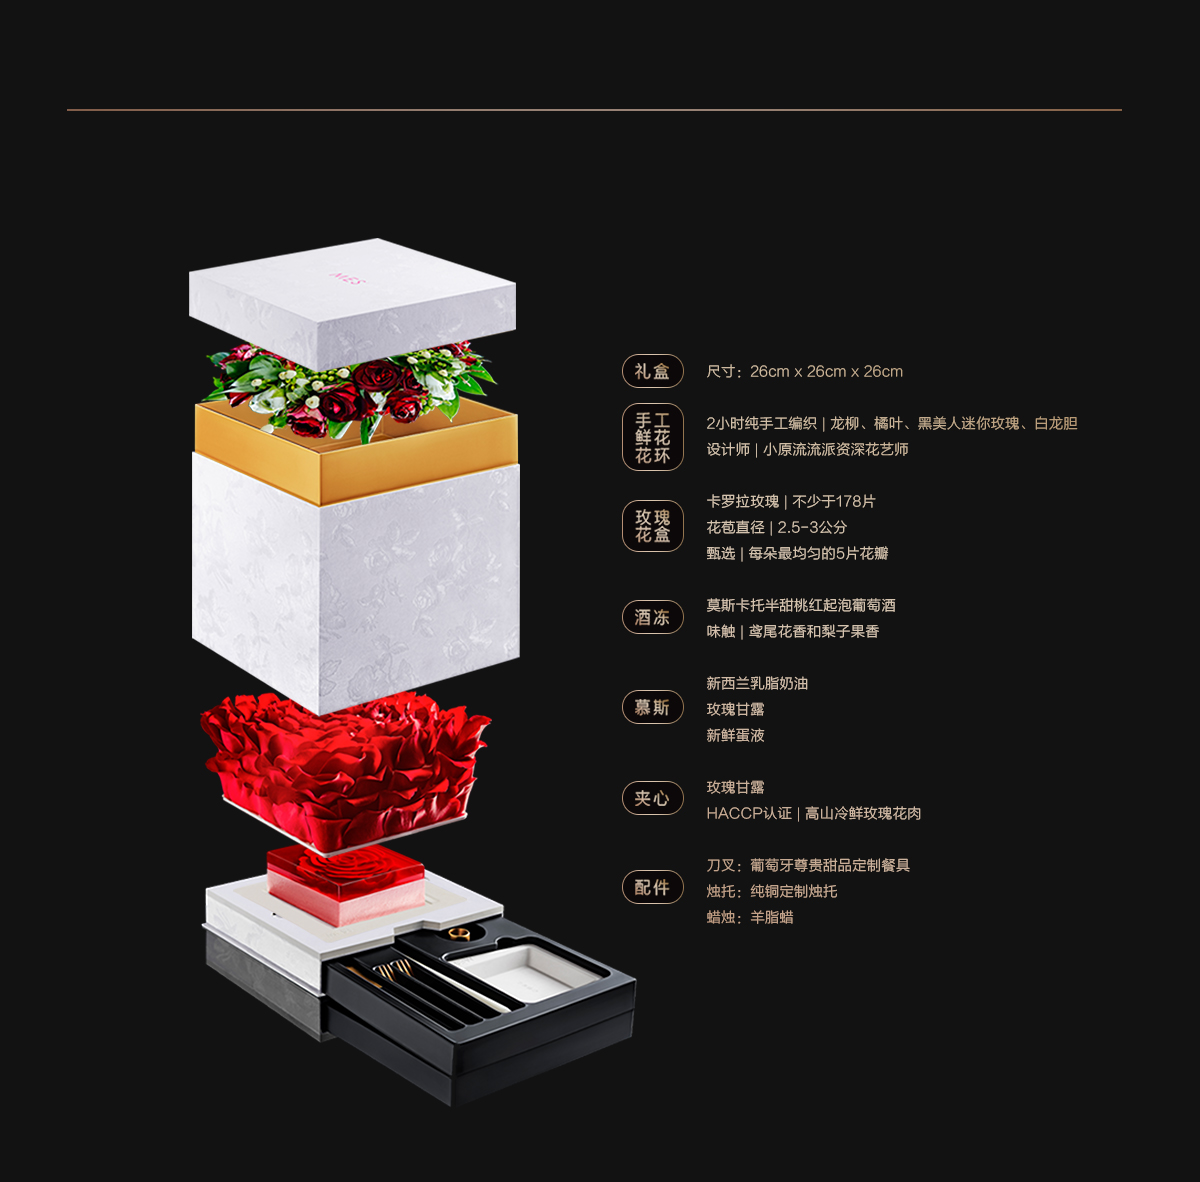 MES
礼盒
尺寸：26cm x 26cm x 26cm
手工
鲜花
花环
2小时纯手工编织 | 龙柳、橘叶、黑美人迷你玫瑰、白龙胆
设计师 | 小原流流派资深花艺师
玫瑰
花盒
卡罗拉玫瑰 | 不少于178片
花苞直径 | 2.5-3公分
甄选 | 每朵最均匀的5片花瓣
酒冻
莫斯卡托半甜桃红起泡葡萄酒
味触 | 鸢尾花香和梨子果香
慕斯
新西兰乳脂奶油
玫瑰甘露
新鲜蛋液
夹心
玫瑰甘露
HACCP认证 | 高山冷鲜玫瑰花肉
配件
刀叉：葡萄牙尊贵甜品定制餐具
烛托：纯铜定制烛托
蜡烛：羊脂蜡